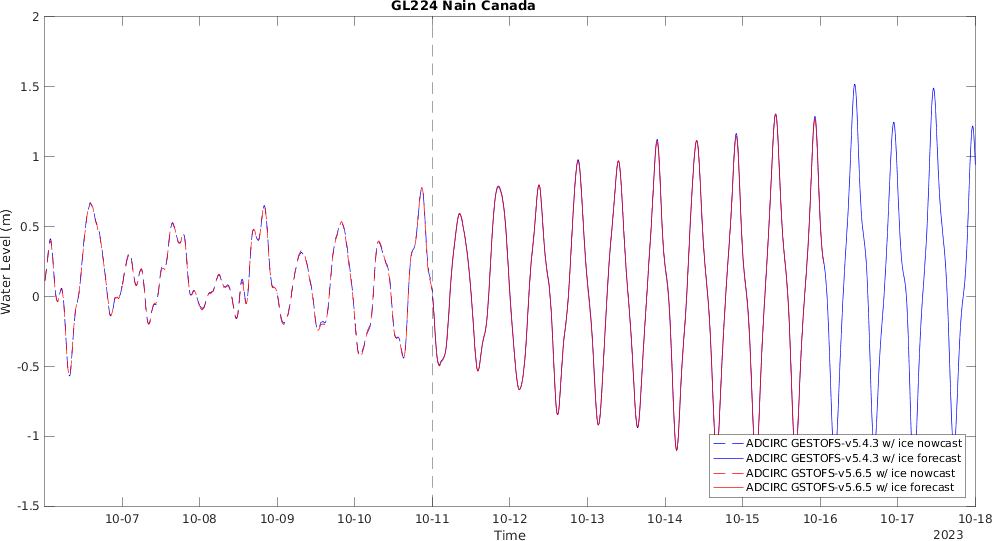 GL224 Nain Canada
2
1.5
1
0.5
0
-0.5
-1
-1.5
Water Level (m)
ADCIRC GESTOFS-v5.4.3 w/ ice nowcast
ADCIRC GESTOFS-v5.4.3 w/ ice forecast
ADCIRC GSTOFS-v5.6.5 w/ ice nowcast
ADCIRC GSTOFS-v5.6.5 w/ ice forecast
10-07 10-08 10-09 10-10 10-11 10-12 10-13 10-14 10-15 10-16 10-17 10-18
Time
2023